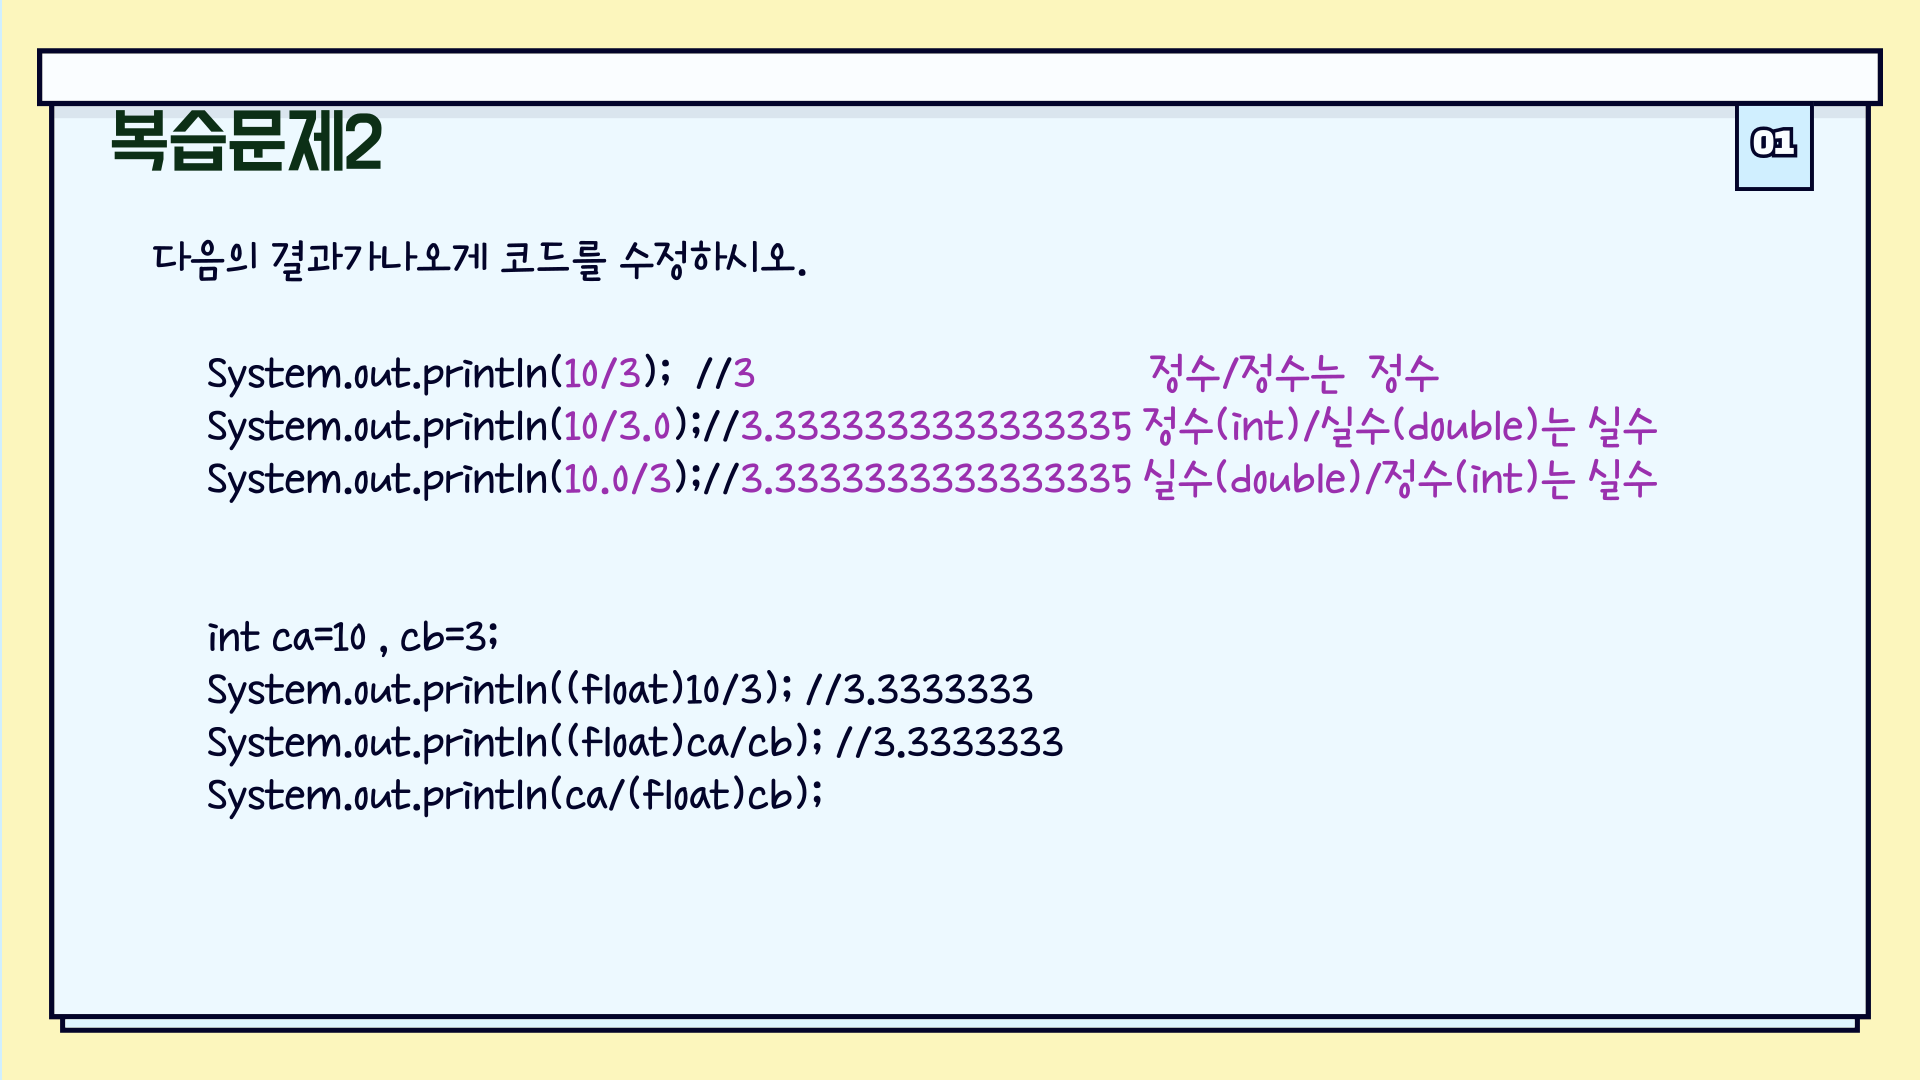 복습문제2
01
다음의 결과가나오게 코드를 수정하시오.
System.out.println(10/3);  //3 정수/정수는  정수
System.out.println(10/3.0);//3.3333333333333335 정수(int)/실수(double)는 실수
System.out.println(10.0/3);//3.3333333333333335 실수(double)/정수(int)는 실수
int ca=10 , cb=3;
System.out.println((float)10/3); //3.3333333
System.out.println((float)ca/cb); //3.3333333
System.out.println(ca/(float)cb);